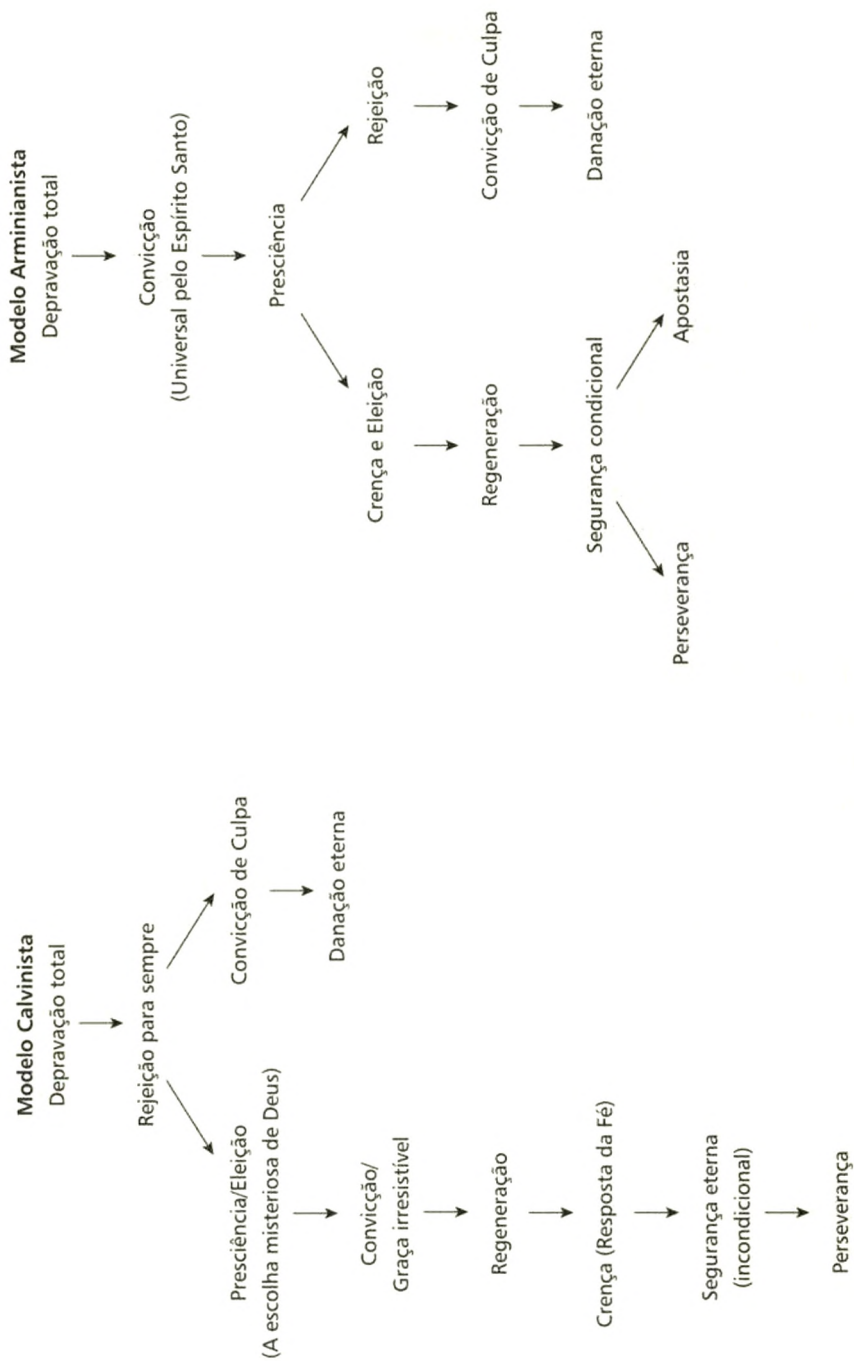 Modelo Calvinista
Depravação total
Rejeição para sempre
Presciência/Eleição
(A escolha misteriosa de Deus)
Convicção/
Graça irresistível
Regeneração
Crença (Resposta da Fé)
Segurança eterna
(incondicional)
Perseverança
Convicção de Culpa
Danação eterna
Modelo Arminianista
Depravação total
Convicção
(Universal pelo Espírito Santo)
Presciência
Crença e Eleição
Regeneração
Segurança condicional
Perseverança
Apostasia
Rejeição
Convicção de Culpa
Danação eterna